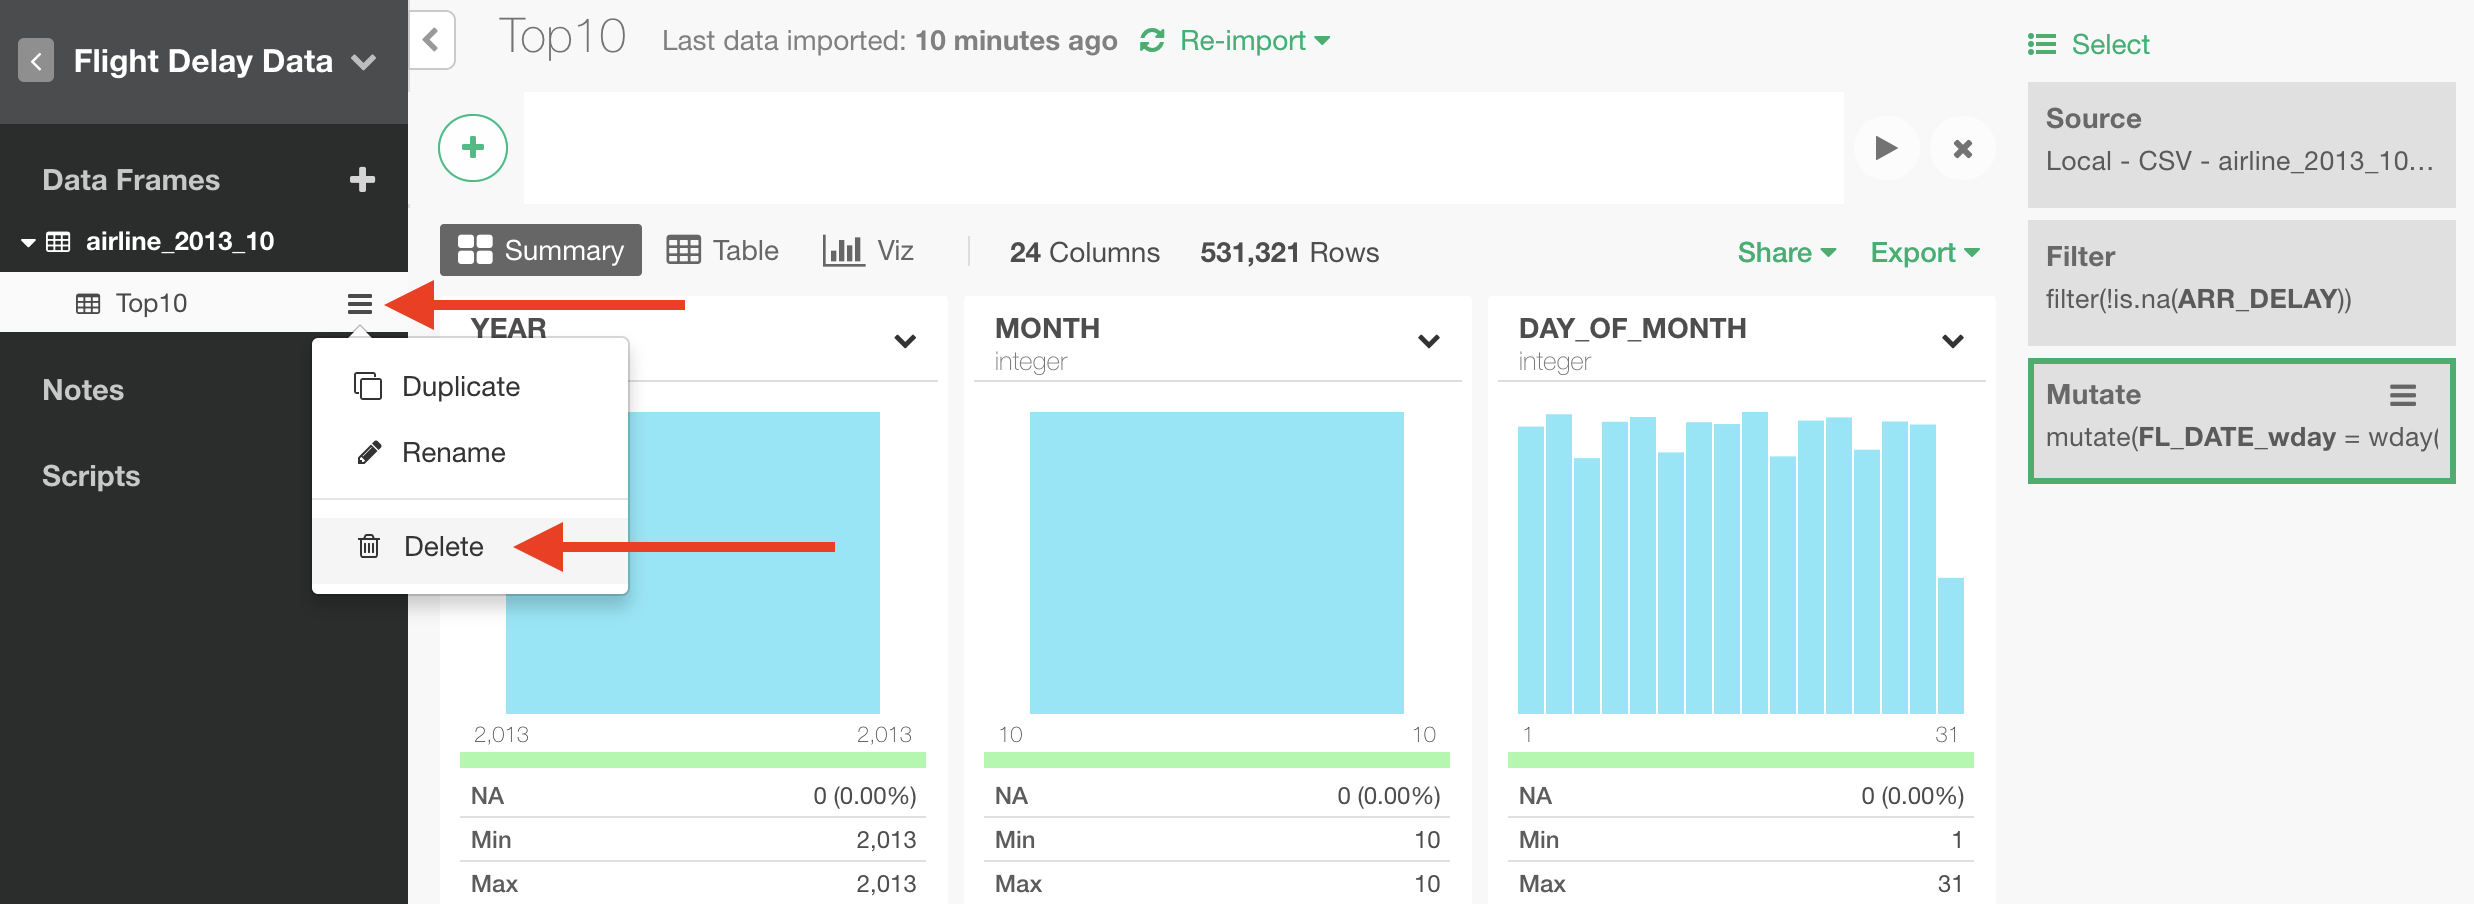 Flight Delay Data
Data Frames
airline_2013_10
Top10
Notes
Scripts
Duplicate
Rename
Delete
Top10 Last data imported: 10 minutes ago Re-import
Summary Table Viz 24 Columns 531,321 Rows Share Export
YEAR
2,013 2,013
NA 0 (0.00%)
Min 2,013
Max 2,013
MONTH
integer
10 10
NA 0 (0.00%)
Min 10
Max 10
DAY_OF_MONTH
integer
1 31
NA 0 (0.00%)
Min 1
Max 31
Select
Source
Local - CSV - airline_2013_10...
Filter
filter(!is.na(ARR_DELAY))
Mutate
mutate(FL_DATE_wday = wday(